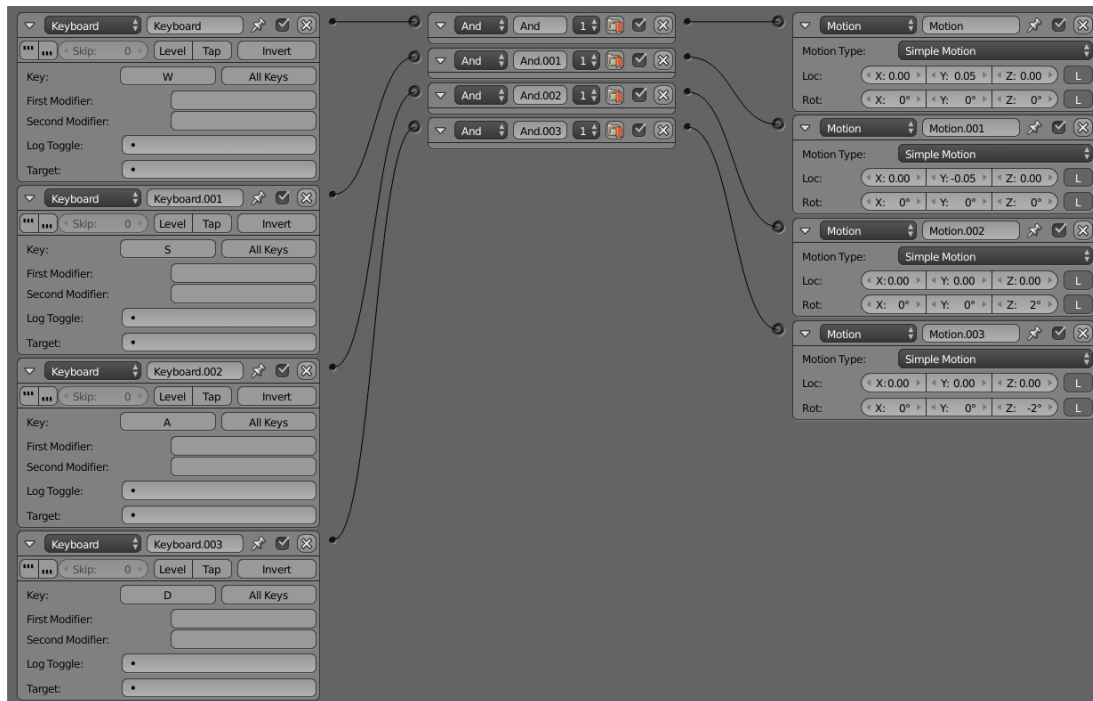 Keyboard Keyboard
Skip: 0 Level Tap Invert
Key: W All Keys
First Modifier:
Second Modifier:
Log Toggle:
Target:
Keyboard Keyboard.001
Skip: 0 Level Tap Invert
Key: S All Keys
First Modifier:
Second Modifier:
Log Toggle:
Target:
Keyboard Keyboard.002
Skip: 0 Level Tap Invert
Key: A All Keys
First Modifier:
Second Modifier:
Log Toggle:
Target:
Keyboard Keyboard.003
Skip: 0 Level Tap Invert
Key: D All Keys
First Modifier:
Second Modifier:
Log Toggle:
Target:
And And 1
And And.001 1
And And.002 1
And And.003 1
Motion Motion
Motion Type: Simple Motion
Loc: X: 0.00 Y: 0.05 Z: 0.00 L
Rot: X: 0° Y: 0° Z: 0° L
Motion Motion.001
Motion Type: Simple Motion
Loc: X: 0.00 Y: -0.05 Z: 0.00 L
Rot: X: 0° Y: 0° Z: 0° L
Motion Motion.002
Motion Type: Simple Motion
Loc: X: 0.00 Y: 0.00 Z: 0.00 L
Rot: X: 0° Y: 0° Z: 2° L
Motion Motion.003
Motion Type: Simple Motion
Loc: X: 0.00 Y: 0.00 Z: 0.00 L
Rot: X: 0° Y: 0° Z: -2° L